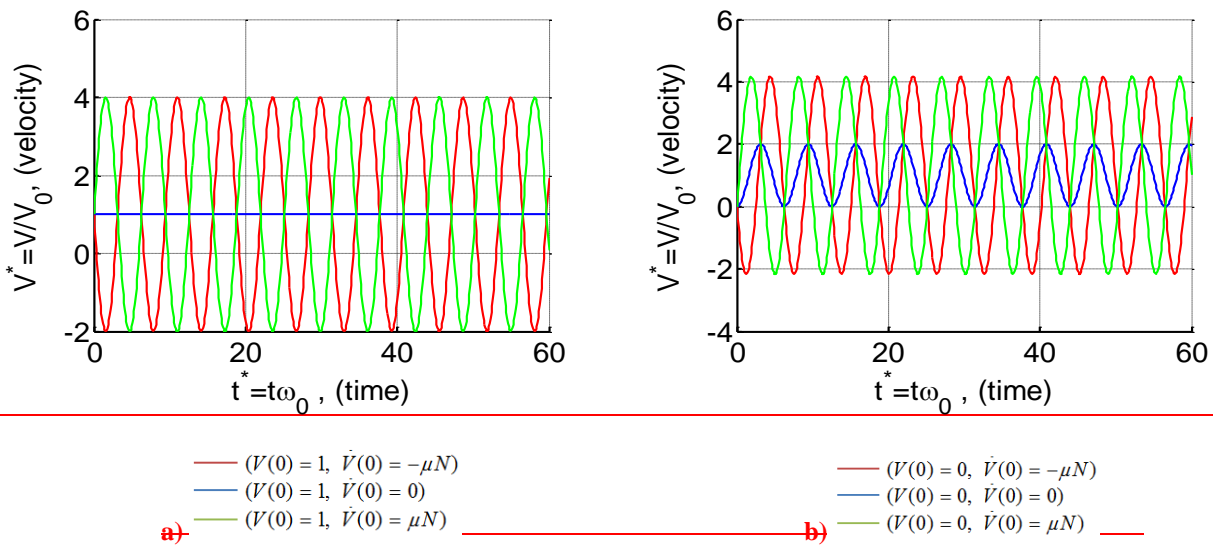 6
4
2
0
-2
0 20 40 60
V*=V/V₀, (velocity)
t*=tω₀ , (time)
6
4
2
0
-2
-4
0 20 40 60
V*=V/V₀, (velocity)
t*=tω₀ , (time)
(V(0) = 1, V̇(0) = −μN)
(V(0) = 1, V̇(0) = 0)
(V(0) = 1, V̇(0) = μN)
a)
(V(0) = 0, V̇(0) = −μN)
(V(0) = 0, V̇(0) = 0)
(V(0) = 0, V̇(0) = μN)
b)